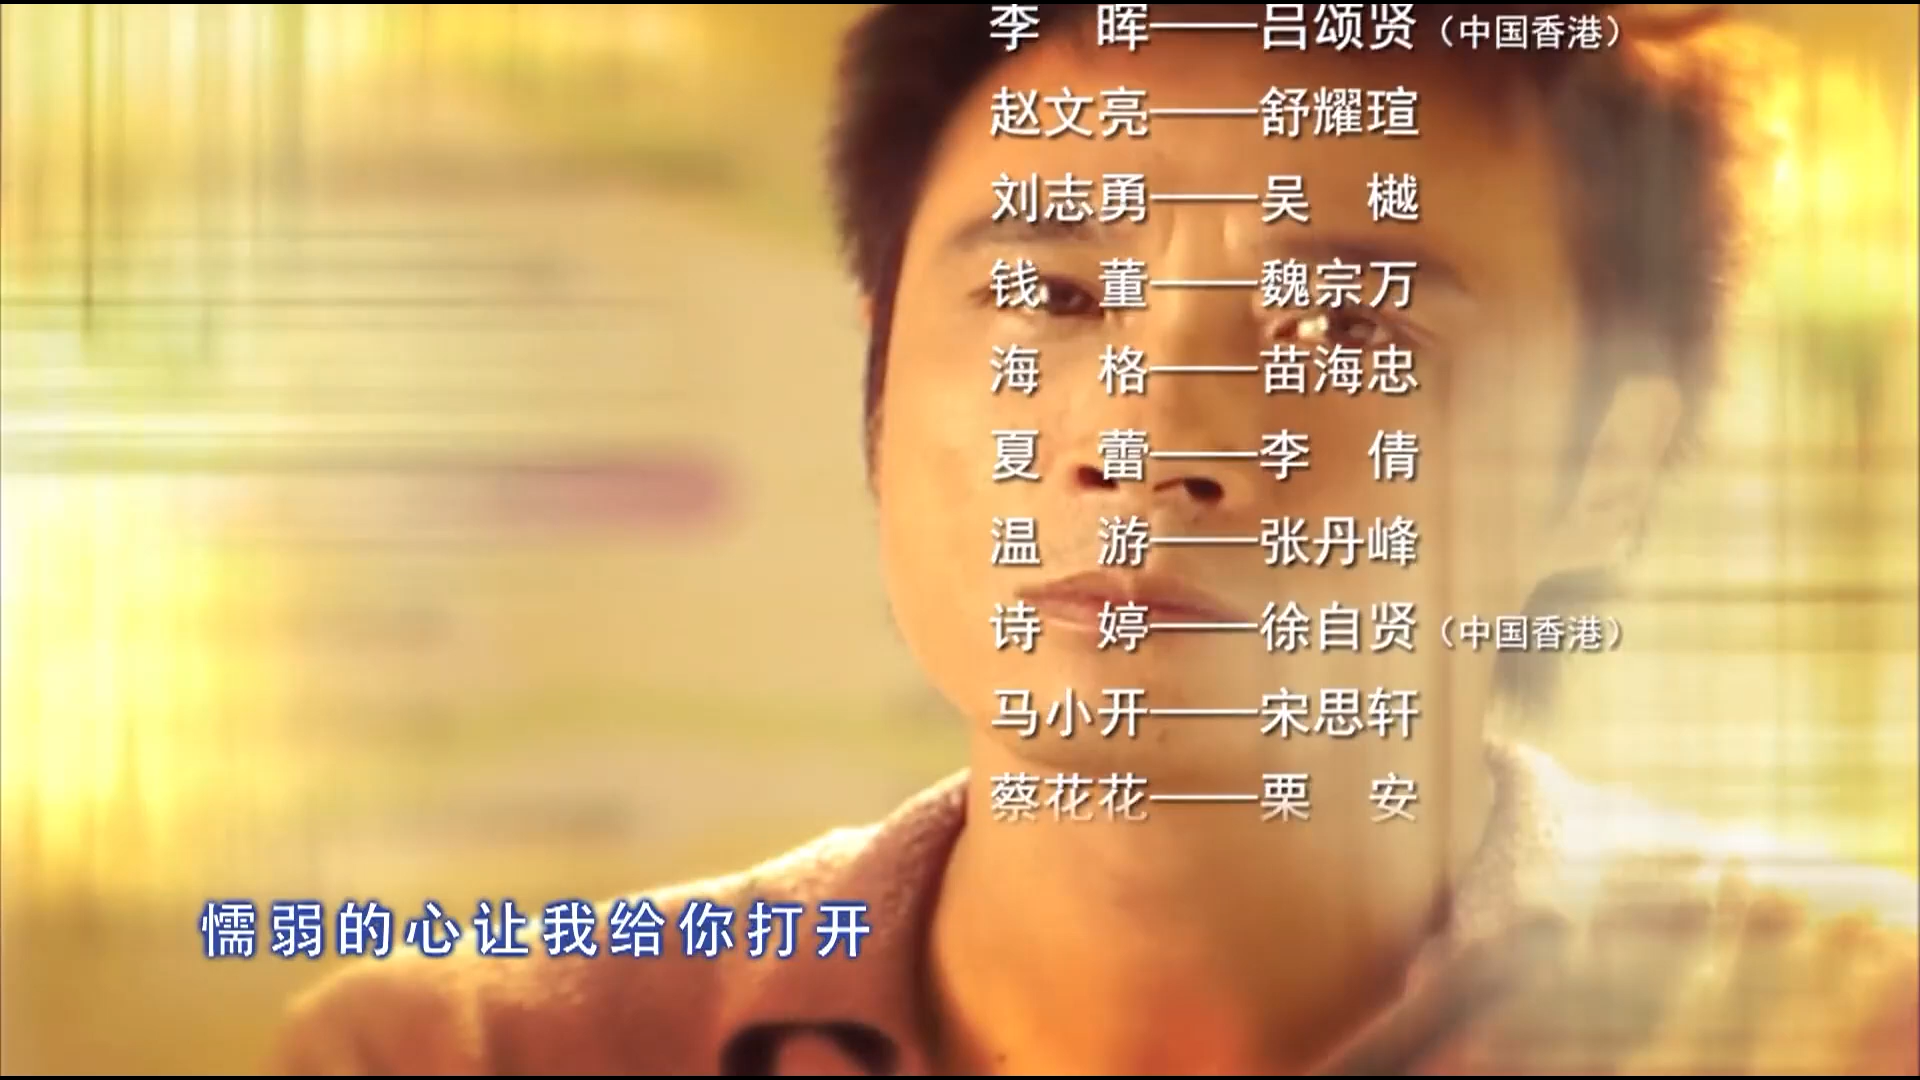 李 晖——吕颂贤（中国香港）
赵文亮——舒耀瑄
刘志勇——吴 樾
钱 董——魏宗万
海 格——苗海忠
夏 蕾——李 倩
温 游——张丹峰
诗 婷——徐自贤（中国香港）
马小开——宋思轩
蔡花花——栗 安
懦弱的心让我给你打开